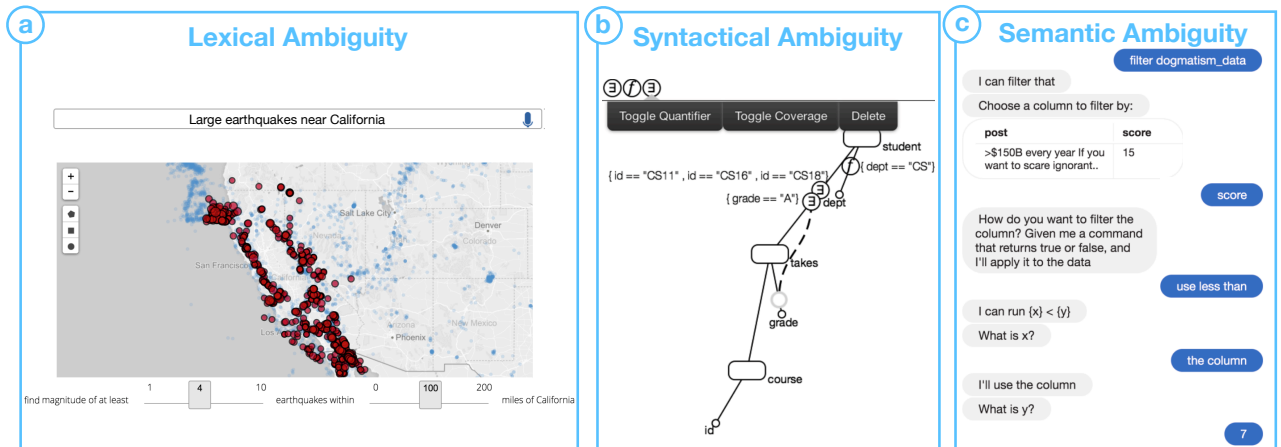 a
Lexical Ambiguity
Large earthquakes near California
+
−
Salt Lake City
Nevada
Denver
Colorado
San Francisco
California
Los
Arizona
New Mexico
Phoenix
1
4
10
0
100
200
find magnitude of at least
earthquakes within
miles of California
b
Syntactical Ambiguity
∃ f ∃
Toggle Quantifier
Toggle Coverage
Delete
student
f { dept == "CS"}
{ id == "CS11" , id == "CS16" , id == "CS18"}
∃
{ grade == "A"} ∃ dept
takes
grade
course
id
c
Semantic Ambiguity
filter dogmatism_data
I can filter that
Choose a column to filter by:
post score
>$150B every year If you 15
want to scare ignorant..
score
How do you want to filter the
column? Given me a command
that returns true or false, and
I'll apply it to the data
use less than
I can run {x} < {y}
What is x?
the column
I'll use the column
What is y?
7